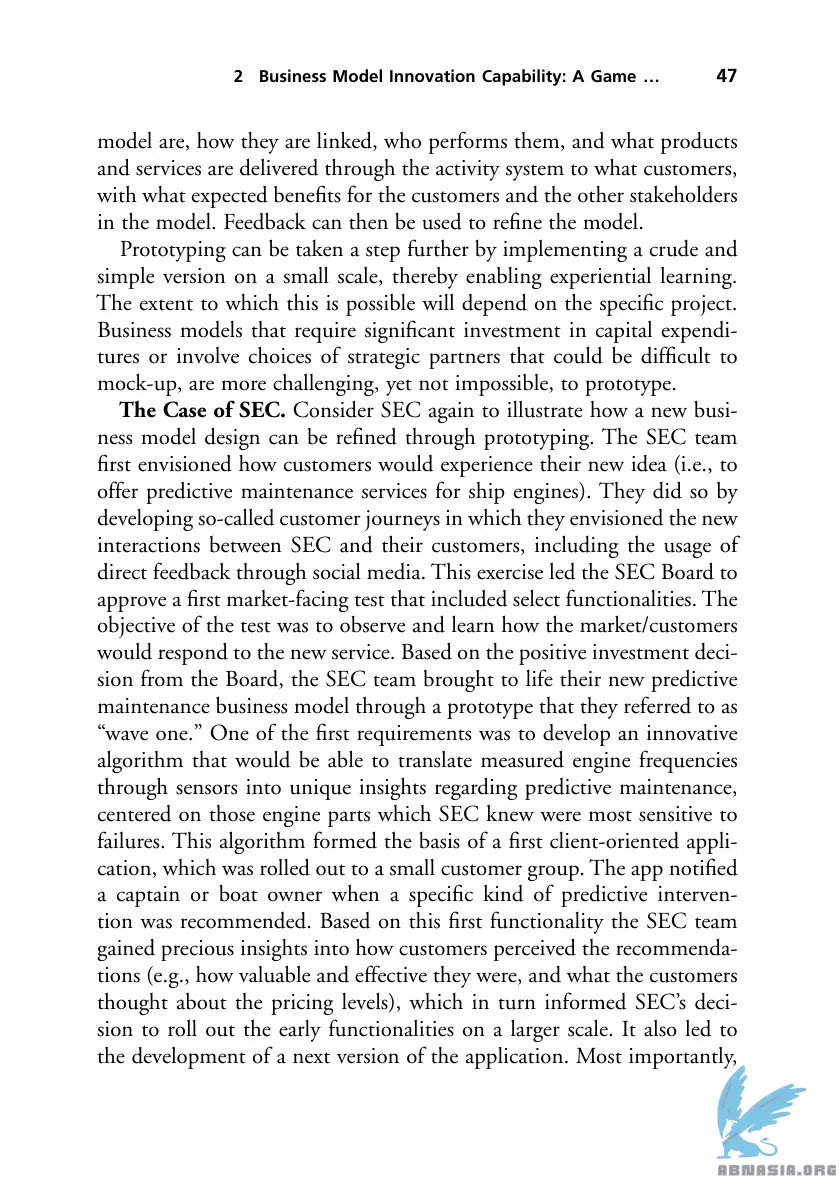 2 Business Model Innovation Capability: A Game … 47
model are, how they are linked, who performs them, and what products
and services are delivered through the activity system to what customers,
with what expected benefits for the customers and the other stakeholders
in the model. Feedback can then be used to refine the model.
Prototyping can be taken a step further by implementing a crude and
simple version on a small scale, thereby enabling experiential learning.
The extent to which this is possible will depend on the specific project.
Business models that require significant investment in capital expendi-
tures or involve choices of strategic partners that could be difficult to
mock-up, are more challenging, yet not impossible, to prototype.
The Case of SEC. Consider SEC again to illustrate how a new busi-
ness model design can be refined through prototyping. The SEC team
first envisioned how customers would experience their new idea (i.e., to
offer predictive maintenance services for ship engines). They did so by
developing so-called customer journeys in which they envisioned the new
interactions between SEC and their customers, including the usage of
direct feedback through social media. This exercise led the SEC Board to
approve a first market-facing test that included select functionalities. The
objective of the test was to observe and learn how the market/customers
would respond to the new service. Based on the positive investment deci-
sion from the Board, the SEC team brought to life their new predictive
maintenance business model through a prototype that they referred to as
“wave one.” One of the first requirements was to develop an innovative
algorithm that would be able to translate measured engine frequencies
through sensors into unique insights regarding predictive maintenance,
centered on those engine parts which SEC knew were most sensitive to
failures. This algorithm formed the basis of a first client-oriented appli-
cation, which was rolled out to a small customer group. The app notified
a captain or boat owner when a specific kind of predictive interven-
tion was recommended. Based on this first functionality the SEC team
gained precious insights into how customers perceived the recommenda-
tions (e.g., how valuable and effective they were, and what the customers
thought about the pricing levels), which in turn informed SEC’s deci-
sion to roll out the early functionalities on a larger scale. It also led to
the development of a next version of the application. Most importantly,
ABNASIA.ORG